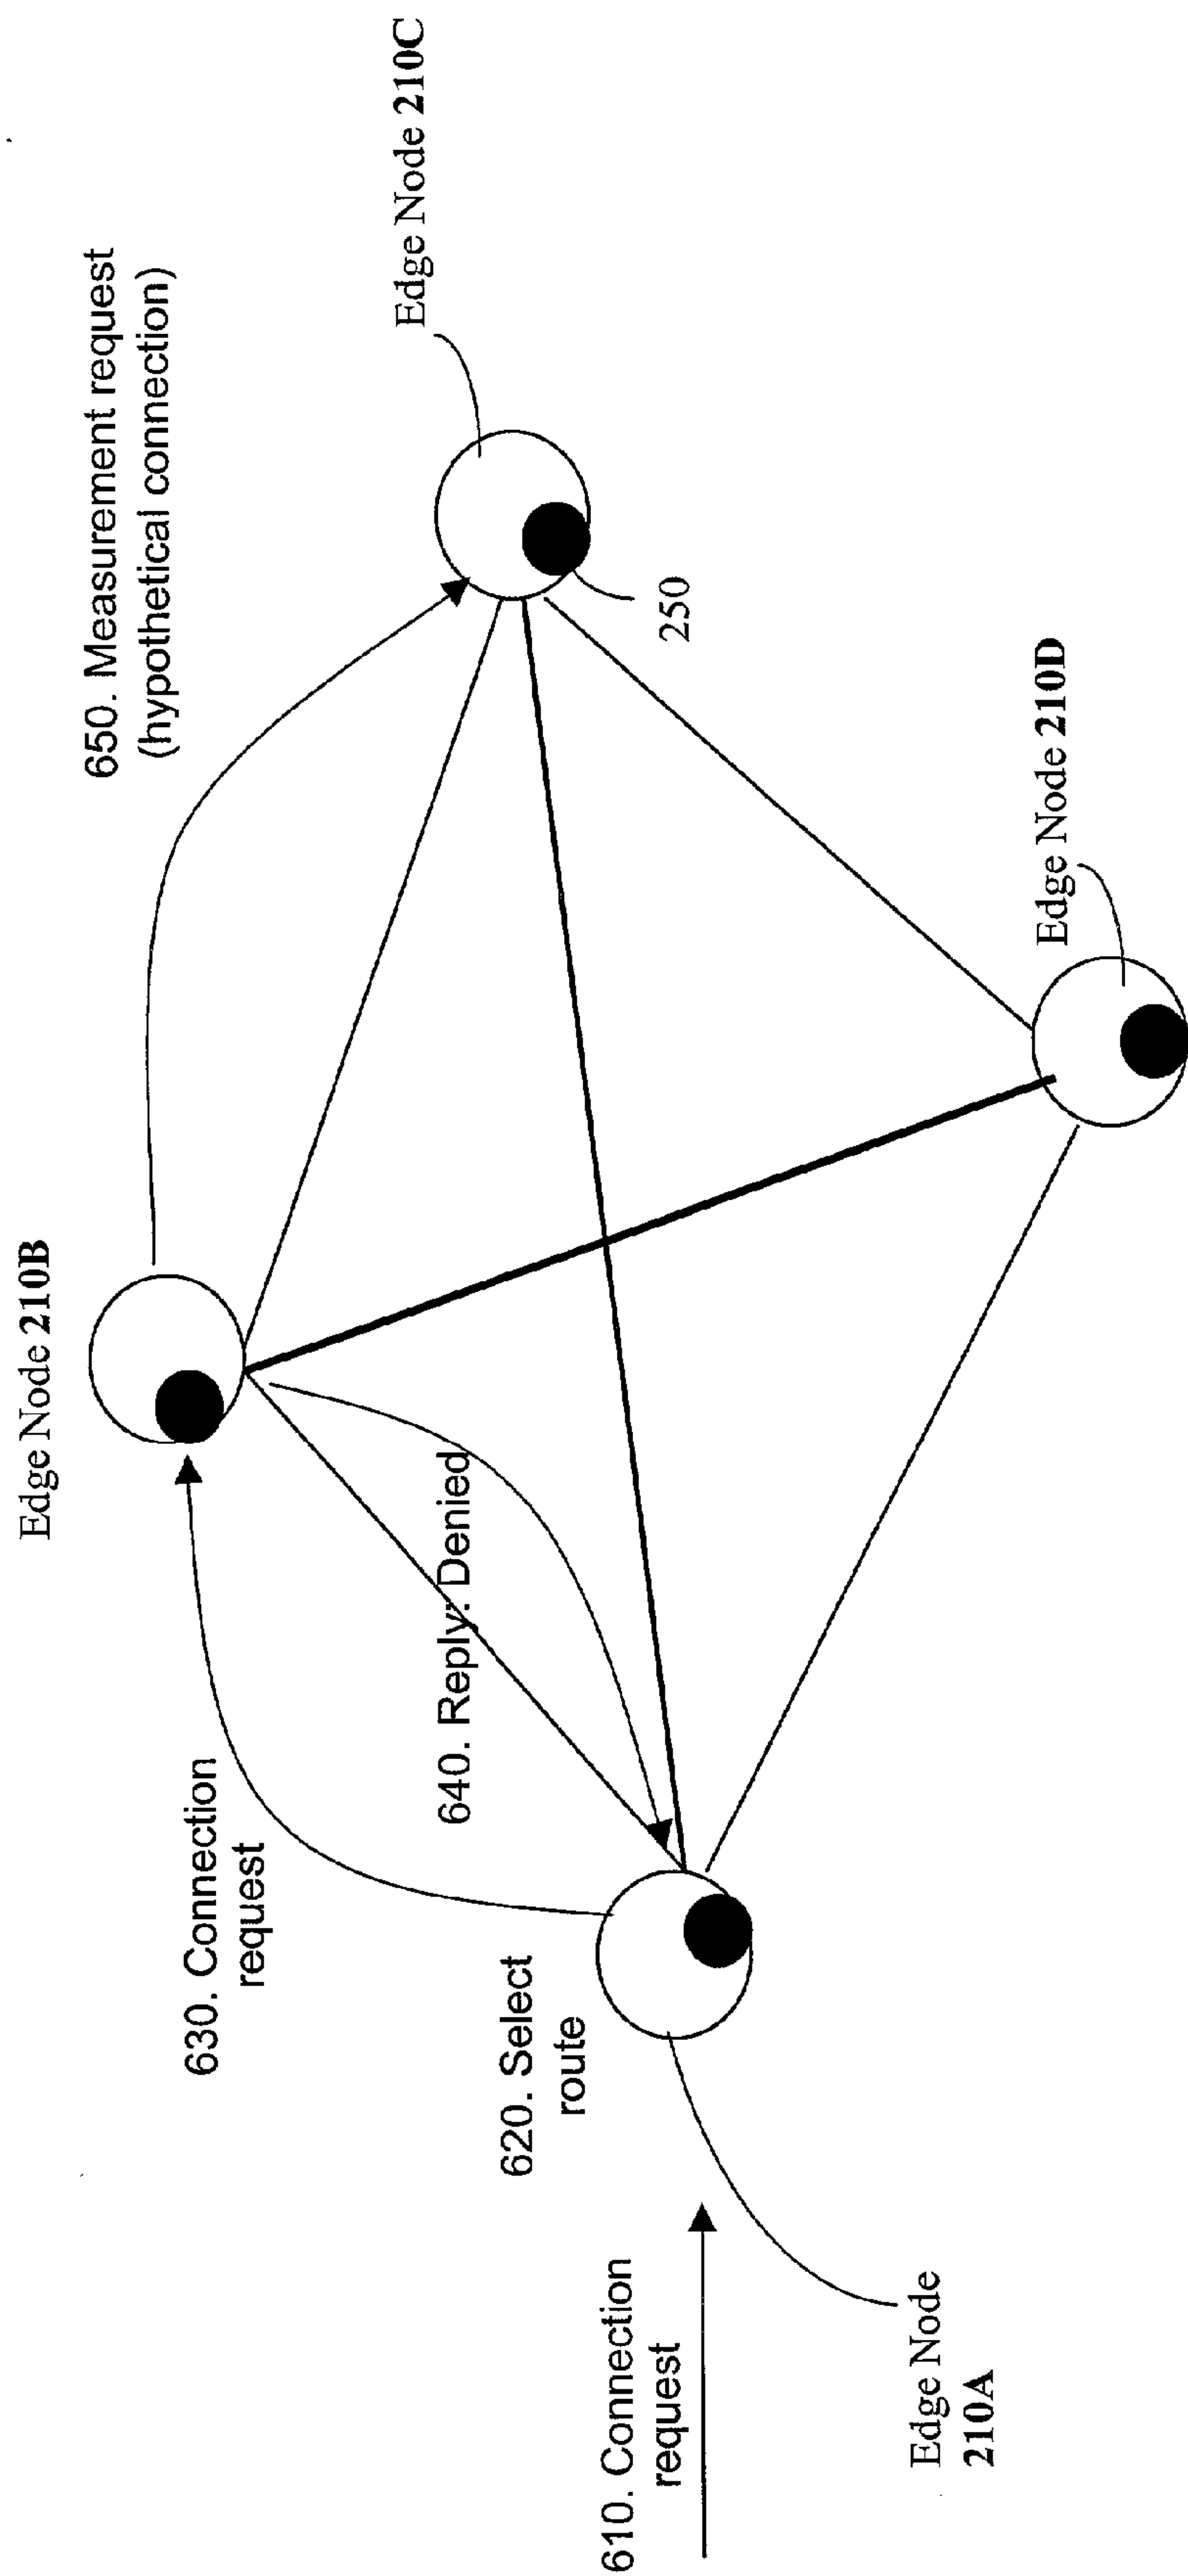 Edge Node 210B
650. Measurement request
(hypothetical connection)
630. Connection
request
Edge Node 210C
640. Reply: Denied
620. Select
route
250
610. Connection
request
Edge Node 210D
Edge Node
210A